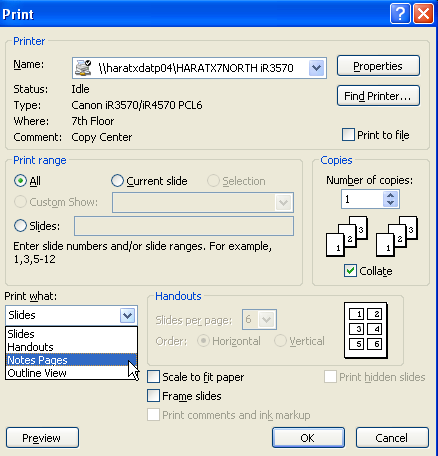 Print
Printer
Name: \\haratxdatp04\HARATX7NORTH iR3570
Properties
Status: Idle
Find Printer...
Type: Canon iR3570/iR4570 PCL6
Where: 7th Floor
Comment: Copy Center
Print to file
Print range
All Current slide Selection
Custom Show:
Slides:
Enter slide numbers and/or slide ranges. For example,
1,3,5-12
Copies
Number of copies:
1
1 2 3 1 2 3
Collate
Print what:
Slides
Slides
Handouts
Notes Pages
Outline View
Handouts
Slides per page: 6
Order: Horizontal Vertical
1 2
3 4
5 6
Scale to fit paper
Print hidden slides
Frame slides
Print comments and ink markup
Preview
OK
Cancel